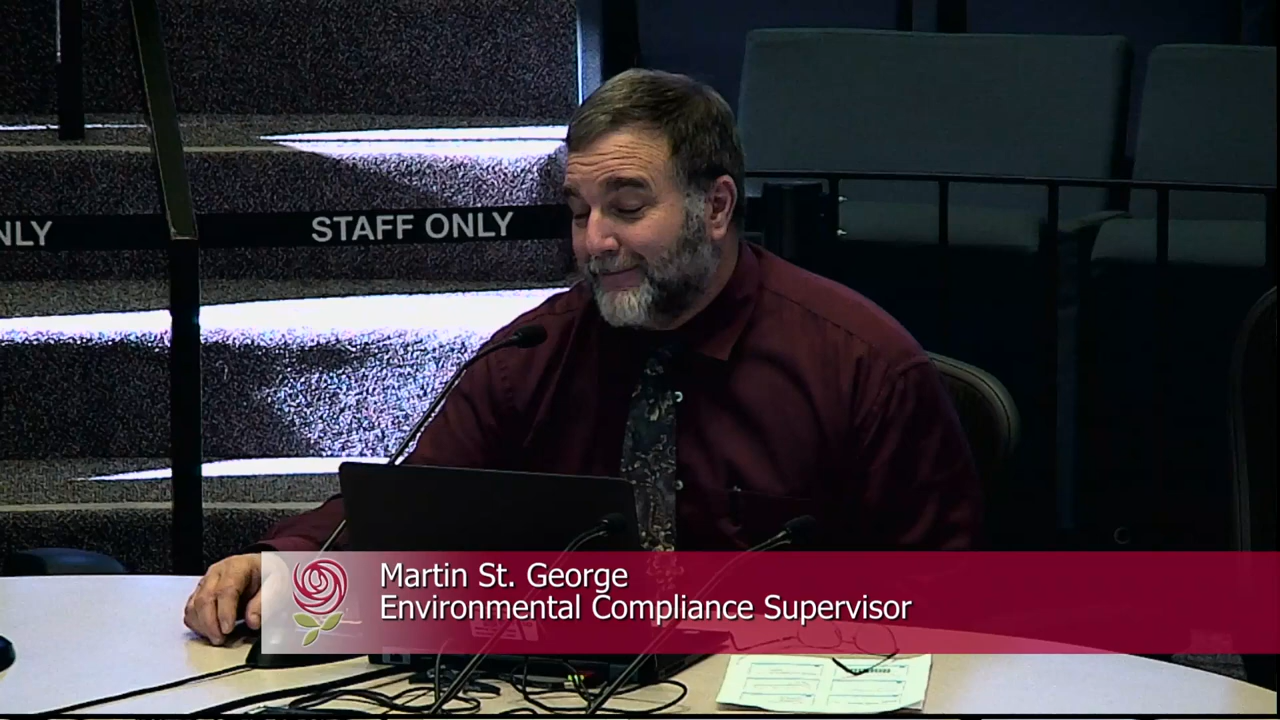 NLY
STAFF ONLY
Martin St. George
Environmental Compliance Supervisor